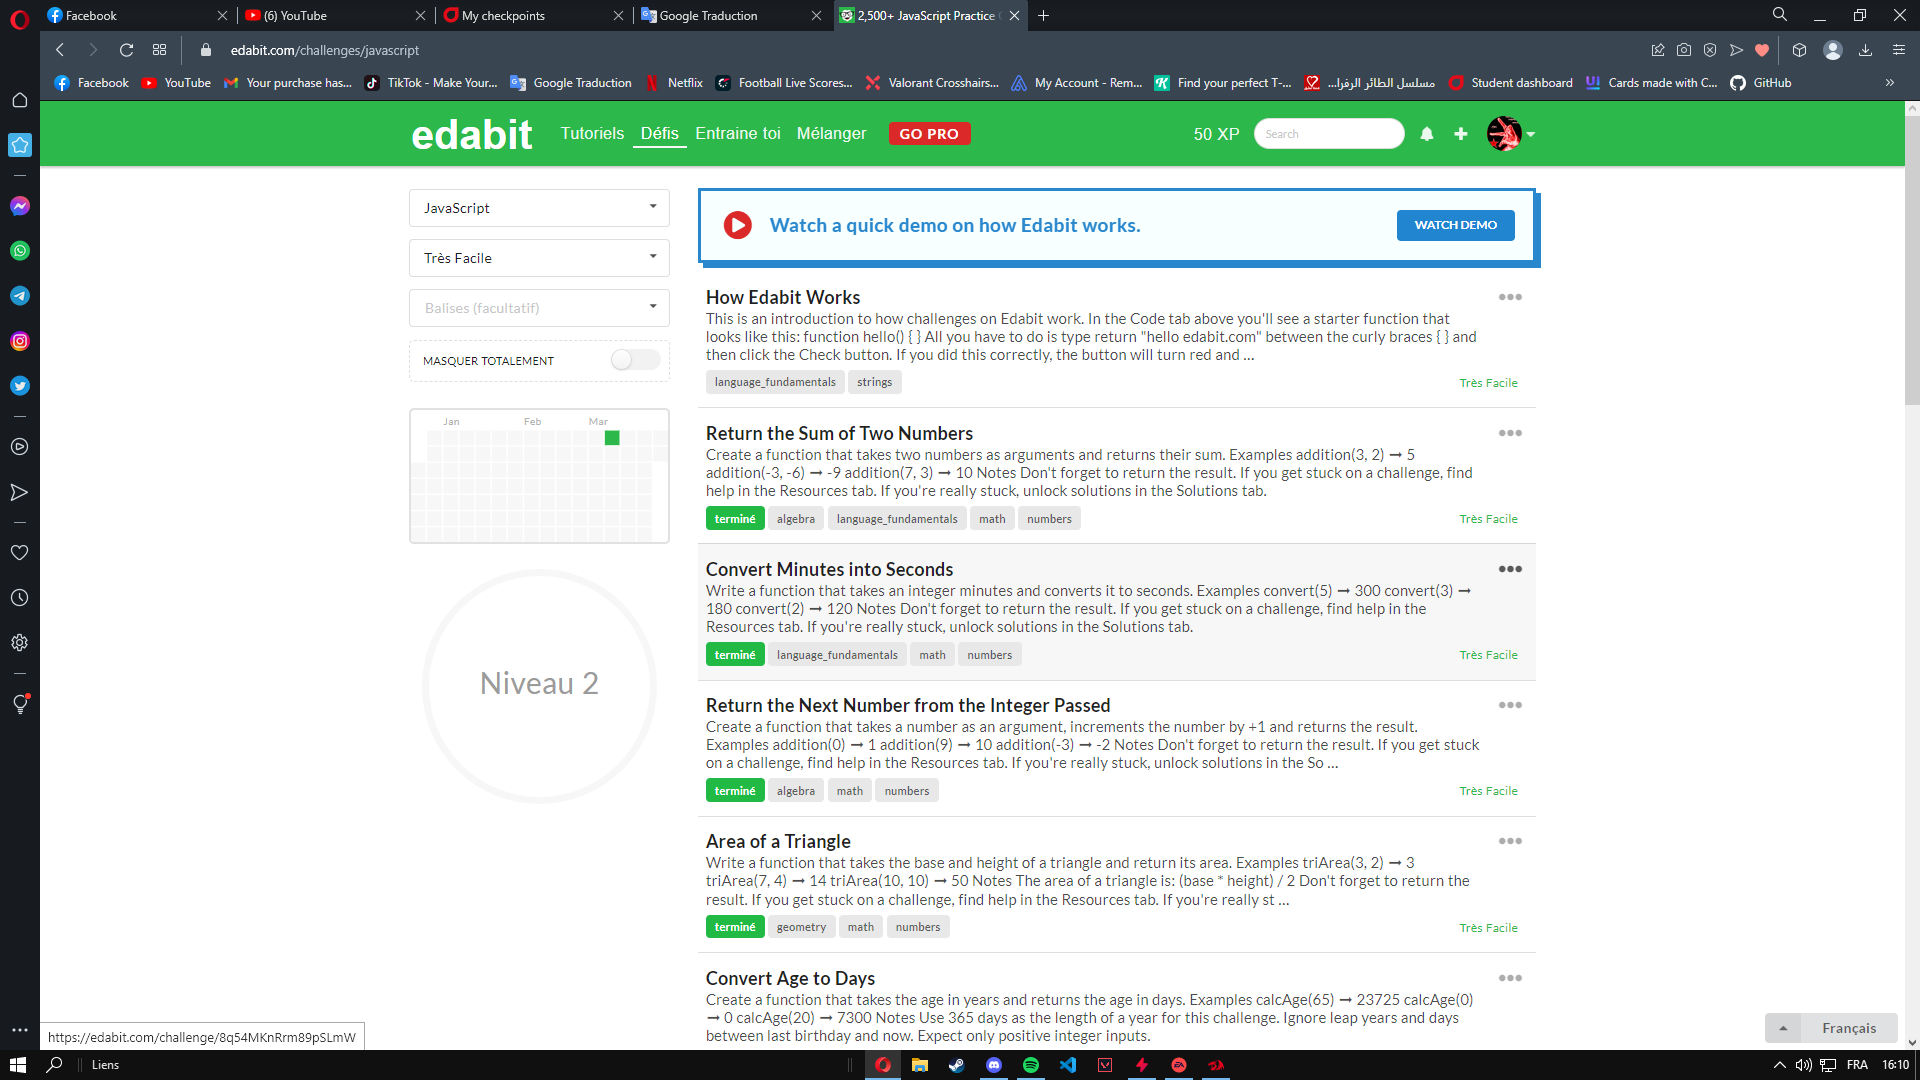 Facebook
(6) YouTube
My checkpoints
Google Traduction
2,500+ JavaScript Practice
edabit.com/challenges/javascript
Facebook
YouTube
Your purchase has...
TikTok - Make Your...
Google Traduction
Netflix
Football Live Scores...
Valorant Crosshairs...
My Account - Rem...
Find your perfect T-...
مسلسل الطائر الرفرا...
Student dashboard
Cards made with C...
GitHub
edabit
Tutoriels
Défis
Entraine toi
Mélanger
GO PRO
50 XP
Search
JavaScript
Très Facile
Balises (facultatif)
MASQUER TOTALEMENT
Jan Feb Mar
Niveau 2
Watch a quick demo on how Edabit works.
WATCH DEMO
How Edabit Works
This is an introduction to how challenges on Edabit work. In the Code tab above you'll see a starter function that
looks like this: function hello() { } All you have to do is type return "hello edabit.com" between the curly braces { } and
then click the Check button. If you did this correctly, the button will turn red and ...
language_fundamentals strings
Très Facile
Return the Sum of Two Numbers
Create a function that takes two numbers as arguments and returns their sum. Examples addition(3, 2) ➞ 5
addition(-3, -6) ➞ -9 addition(7, 3) ➞ 10 Notes Don't forget to return the result. If you get stuck on a challenge, find
help in the Resources tab. If you're really stuck, unlock solutions in the Solutions tab.
terminé algebra language_fundamentals math numbers
Très Facile
Convert Minutes into Seconds
Write a function that takes an integer minutes and converts it to seconds. Examples convert(5) ➞ 300 convert(3) ➞
180 convert(2) ➞ 120 Notes Don't forget to return the result. If you get stuck on a challenge, find help in the
Resources tab. If you're really stuck, unlock solutions in the Solutions tab.
terminé language_fundamentals math numbers
Très Facile
Return the Next Number from the Integer Passed
Create a function that takes a number as an argument, increments the number by +1 and returns the result.
Examples addition(0) ➞ 1 addition(9) ➞ 10 addition(-3) ➞ -2 Notes Don't forget to return the result. If you get stuck
on a challenge, find help in the Resources tab. If you're really stuck, unlock solutions in the So ...
terminé algebra math numbers
Très Facile
Area of a Triangle
Write a function that takes the base and height of a triangle and return its area. Examples triArea(3, 2) ➞ 3
triArea(7, 4) ➞ 14 triArea(10, 10) ➞ 50 Notes The area of a triangle is: (base * height) / 2 Don't forget to return the
result. If you get stuck on a challenge, find help in the Resources tab. If you're really st ...
terminé geometry math numbers
Très Facile
Convert Age to Days
Create a function that takes the age in years and returns the age in days. Examples calcAge(65) ➞ 23725 calcAge(0)
➞ 0 calcAge(20) ➞ 7300 Notes Use 365 days as the length of a year for this challenge. Ignore leap years and days
between last birthday and now. Expect only positive integer inputs.
Français
https://edabit.com/challenge/8q54MKnRrm89pSLmW
Liens
FRA
16:10